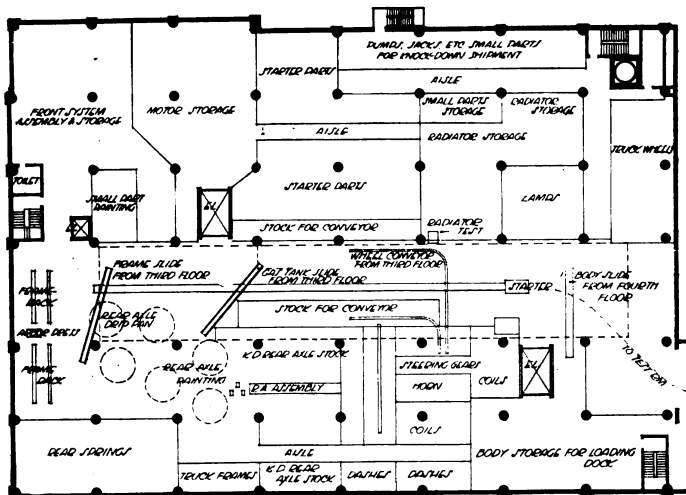 PUMPS, JACKS, ETC SMALL PARTS
FOR KNOCK-DOWN SHIPMENT
STARTER PARTS
AISLE
FRONT SYSTEM
ASSEMBLY & STORAGE
MOTOR STORAGE
SMALL PARTS
STORAGE
RADIATOR
STORAGE
AISLE
RADIATOR STORAGE
TRUCK WHEELS
TOILET
SMALL PART
PAINTING
STARTER PARTS
LAMPS
EL
EL
STOCK FOR CONVEYOR
RADIATOR
TEST
FRAME SLIDE
FROM THIRD FLOOR
GAS TANK SLIDE
FROM THIRD FLOOR
WHEEL CONVEYOR
FROM THIRD FLOOR
BODY SLIDE
FROM FOURTH
FLOOR
STARTER
FRAME
RACK
REAR AXLE
DRIP PAN
STOCK FOR CONVEYOR
ARBOR PRESS
TO TEST
FRAME
RACK
K.D REAR AXLE STOCK
REAR AXLE
PAINTING
STEERING GEARS
EL
HORN
COILS
R.A. ASSEMBLY
COILS
REAR SPRINGS
AISLE
BODY STORAGE FOR LOADING
DOCK
TRUCK FRAMES
K.D REAR
AXLE STOCK
DASHES
DASHES